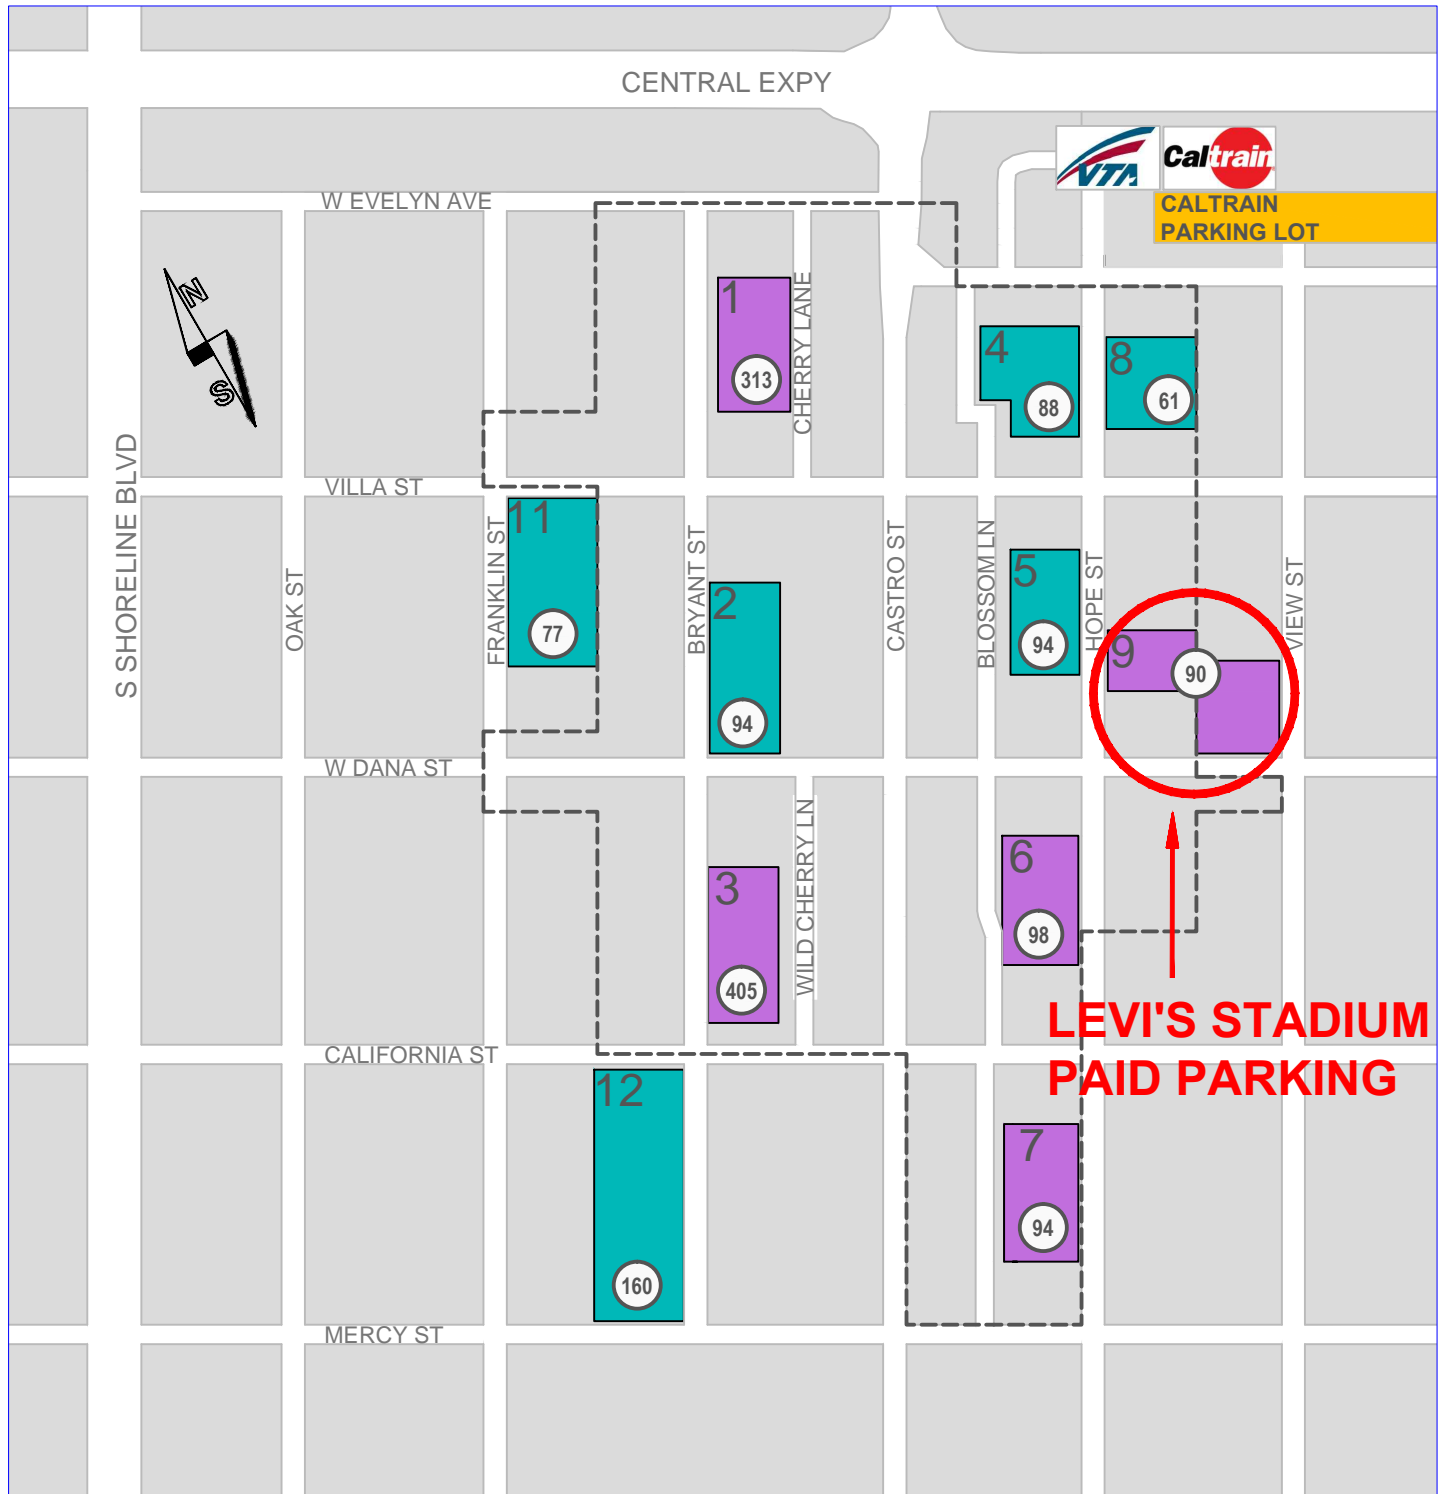 CENTRAL EXPY
VTA
Caltrain
W EVELYN AVE
CALTRAIN
PARKING LOT
N
S
1
313
CHERRY LANE
4
88
8
61
S SHORELINE BLVD
VILLA ST
OAK ST
FRANKLIN ST
11
77
BRYANT ST
2
94
CASTRO ST
BLOSSOM LN
5
94
HOPE ST
9
90
VIEW ST
W DANA ST
3
405
WILD CHERRY LN
6
98
LEVI'S STADIUM
PAID PARKING
CALIFORNIA ST
12
160
7
94
MERCY ST